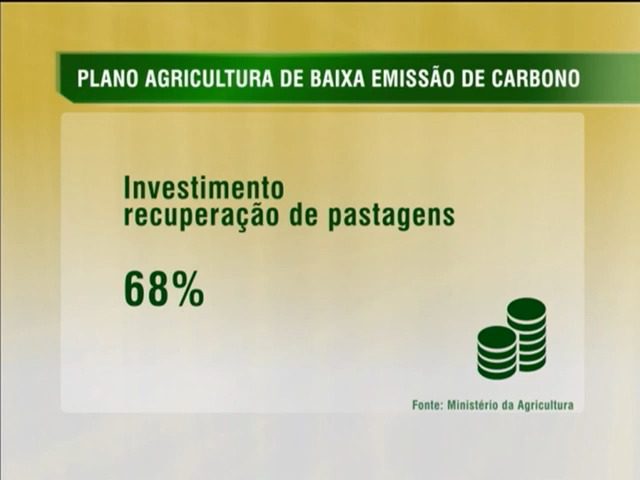 PLANO AGRICULTURA DE BAIXA EMISSÃO DE CARBONO
Investimento
recuperação de pastagens
68%
Fonte: Ministério da Agricultura